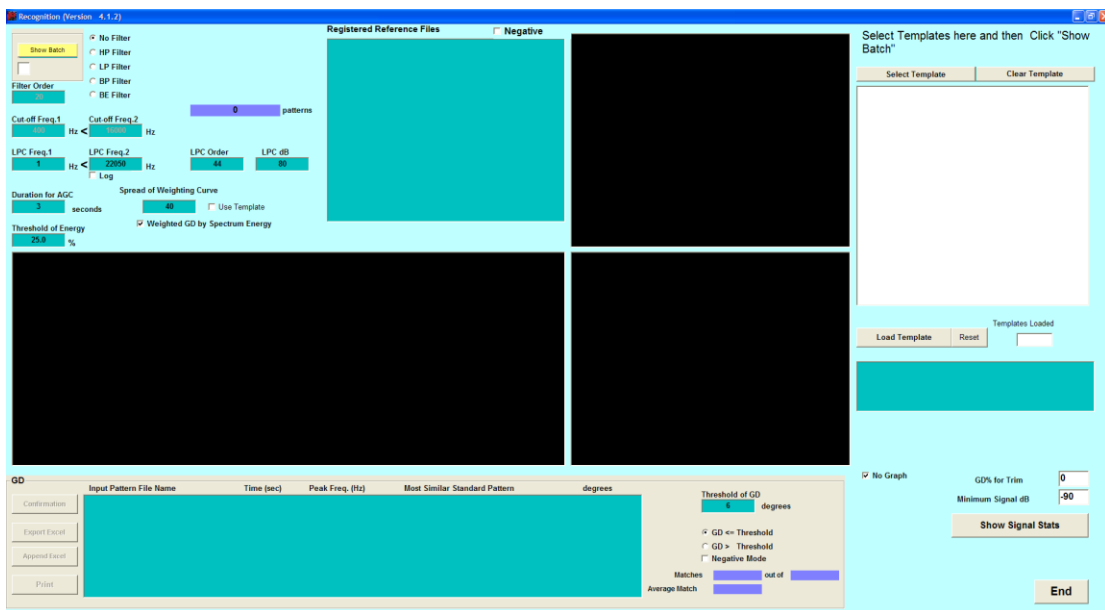 Recognition (Version 4.1.2)
Show Batch
No Filter
HP Filter
LP Filter
BP Filter
BE Filter
Filter Order
20
Cut-off Freq.1
400 Hz
<
Cut-off Freq.2
16000 Hz
0 patterns
LPC Freq.1
1 Hz
<
LPC Freq.2
22050 Hz
Log
LPC Order
44
LPC dB
80
Duration for AGC
3 seconds
Spread of Weighting Curve
40
Use Template
Weighted GD by Spectrum Energy
Threshold of Energy
25.0 %
Registered Reference Files
Negative
Select Templates here and then Click "Show
Batch"
Select Template
Clear Template
Load Template
Reset
Templates Loaded
No Graph
GD% for Trim
0
Minimum Signal dB
-90
Show Signal Stats
End
GD
Confirmation
Export Excel
Append Excel
Print
Input Pattern File Name
Time (sec)
Peak Freq. (Hz)
Most Similar Standard Pattern
degrees
Threshold of GD
6 degrees
GD <= Threshold
GD > Threshold
Negative Mode
Matches
out of
Average Match